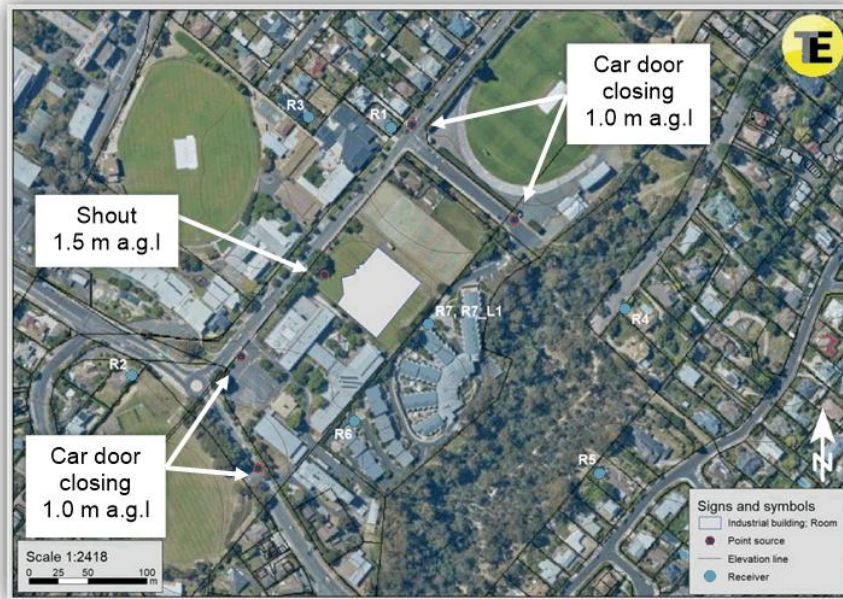 TE
Car door
closing
1.0 m a.g.l
R3
R1
Shout
1.5 m a.g.l
R7, R7_L1
R4
R2
R6
R5
Car door
closing
1.0 m a.g.l
N
Signs and symbols
Industrial building; Room
Point source
Elevation line
Receiver
Scale 1:2418
0 25 50 100
m